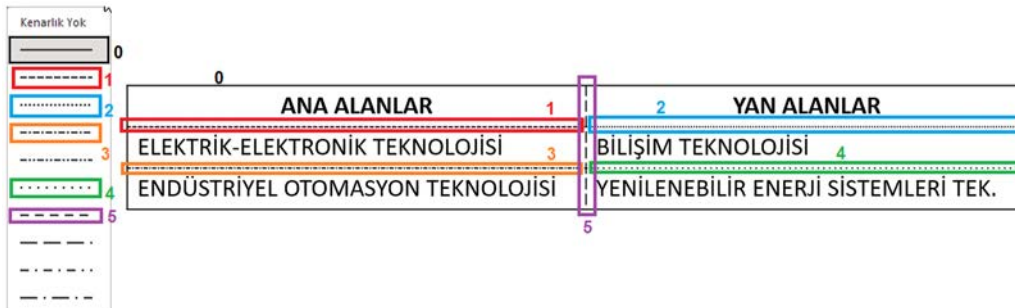 Kenarlık Yok
0
1
2
3
4
5
0
ANA ALANLAR 1 2 YAN ALANLAR
ELEKTRİK-ELEKTRONİK TEKNOLOJİSİ 3 BİLİŞİM TEKNOLOJİSİ 4
ENDÜSTRİYEL OTOMASYON TEKNOLOJİSİ YENİLENEBİLİR ENERJİ SİSTEMLERİ TEK.
5